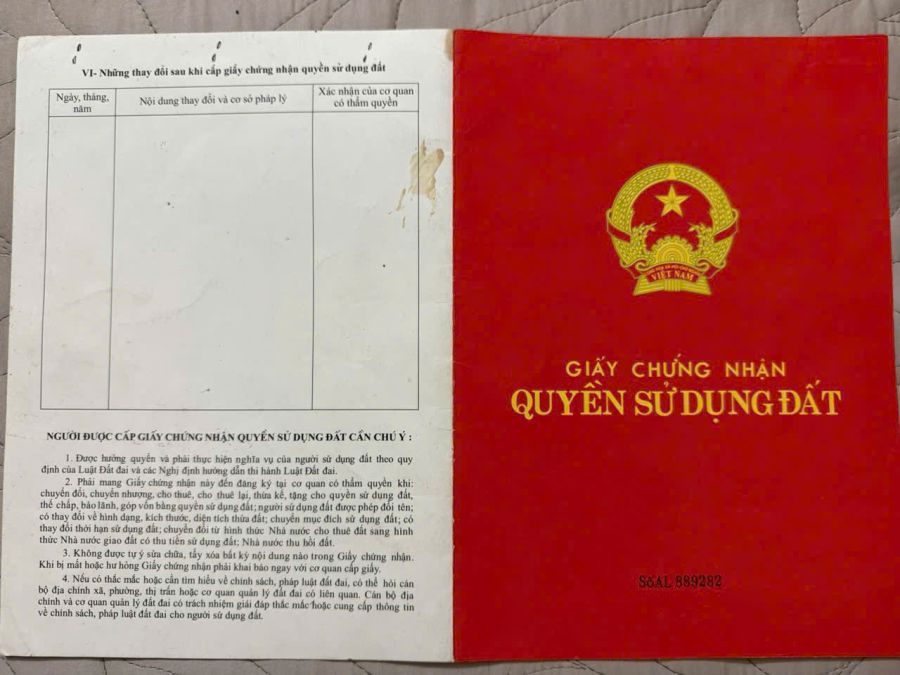 VI- Những thay đổi sau khi cấp giấy chứng nhận quyền sử dụng đất
Ngày, tháng,
năm
Nội dung thay đổi và cơ sở pháp lý
Xác nhận của cơ quan
có thẩm quyền
NGƯỜI ĐƯỢC CẤP GIẤY CHỨNG NHẬN QUYỀN SỬ DỤNG ĐẤT CẦN CHÚ Ý :
1. Được hưởng quyền và phải thực hiện nghĩa vụ của người sử dụng đất theo quy
định của Luật Đất đai và các Nghị định hướng dẫn thi hành Luật Đất đai.
2. Phải mang Giấy chứng nhận này đến đăng ký tại cơ quan có thẩm quyền khi:
chuyển đổi, chuyển nhượng, cho thuê, cho thuê lại, thừa kế, tặng cho quyền sử dụng đất,
thế chấp, bảo lãnh, góp vốn bằng quyền sử dụng đất; người sử dụng đất được phép đổi tên;
có thay đổi về hình dạng, kích thước, diện tích thửa đất; chuyển mục đích sử dụng đất; có
thay đổi thời hạn sử dụng đất; chuyển đổi từ hình thức Nhà nước cho thuê đất sang hình
thức Nhà nước giao đất có thu tiền sử dụng đất; Nhà nước thu hồi đất.
3. Không được tự ý sửa chữa, tẩy xóa bất kỳ nội dung nào trong Giấy chứng nhận.
Khi bị mất hoặc hư hỏng Giấy chứng nhận phải khai báo ngay với cơ quan cấp giấy.
4. Nếu có thắc mắc hoặc cần tìm hiểu về chính sách, pháp luật đất đai, có thể hỏi cán
bộ địa chính xã, phường, thị trấn hoặc cơ quan quản lý đất đai có liên quan. Cán bộ địa
chính và cơ quan quản lý đất đai có trách nhiệm giải đáp thắc mắc hoặc cung cấp thông tin
về chính sách, pháp luật đất đai cho người sử dụng đất.
VIỆT NAM
GIẤY CHỨNG NHẬN
QUYỀN SỬ DỤNG ĐẤT
Số AL 889282